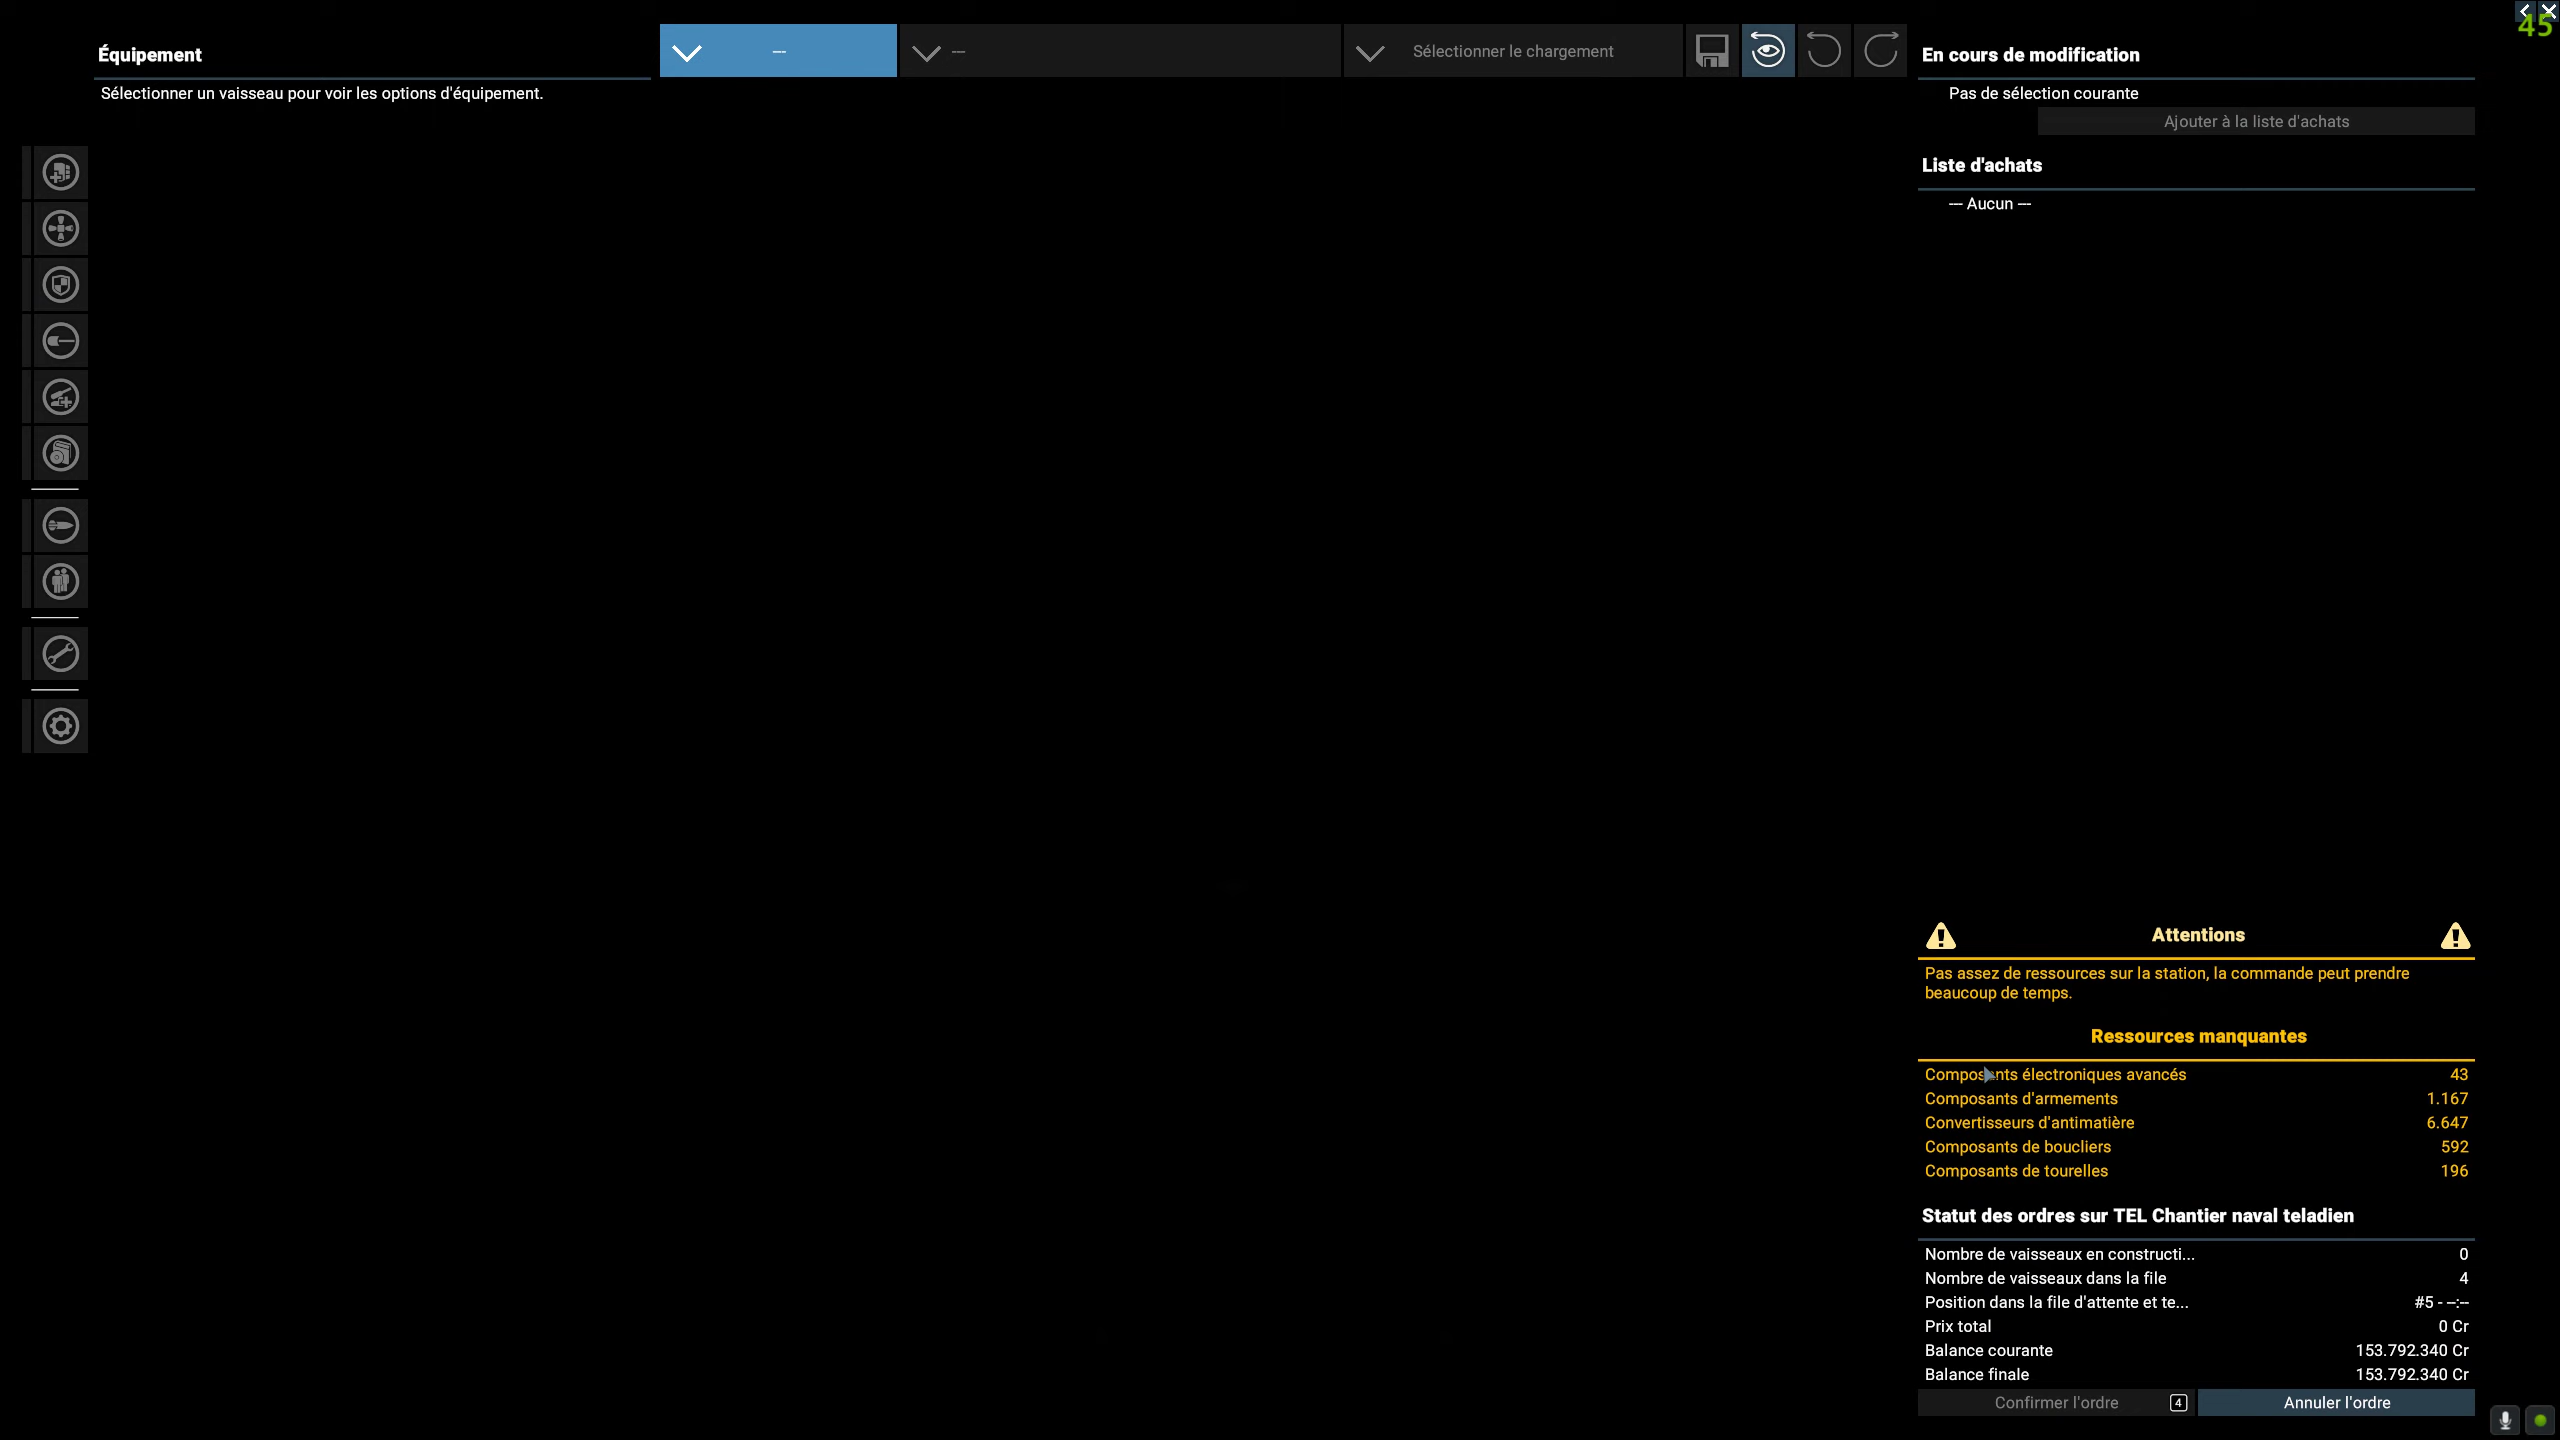 45
Équipement
Sélectionner un vaisseau pour voir les options d'équipement.
---
---
Sélectionner le chargement
En cours de modification
Pas de sélection courante
Ajouter à la liste d'achats
Liste d'achats
--- Aucun ---
Attentions
Pas assez de ressources sur la station, la commande peut prendre
beaucoup de temps.
Ressources manquantes
Composants électroniques avancés 43
Composants d'armements 1.167
Convertisseurs d'antimatière 6.647
Composants de boucliers 592
Composants de tourelles 196
Statut des ordres sur TEL Chantier naval teladien
Nombre de vaisseaux en constructi... 0
Nombre de vaisseaux dans la file 4
Position dans la file d'attente et te... #5 - --:--
Prix total 0 Cr
Balance courante 153.792.340 Cr
Balance finale 153.792.340 Cr
Confirmer l'ordre 4
Annuler l'ordre